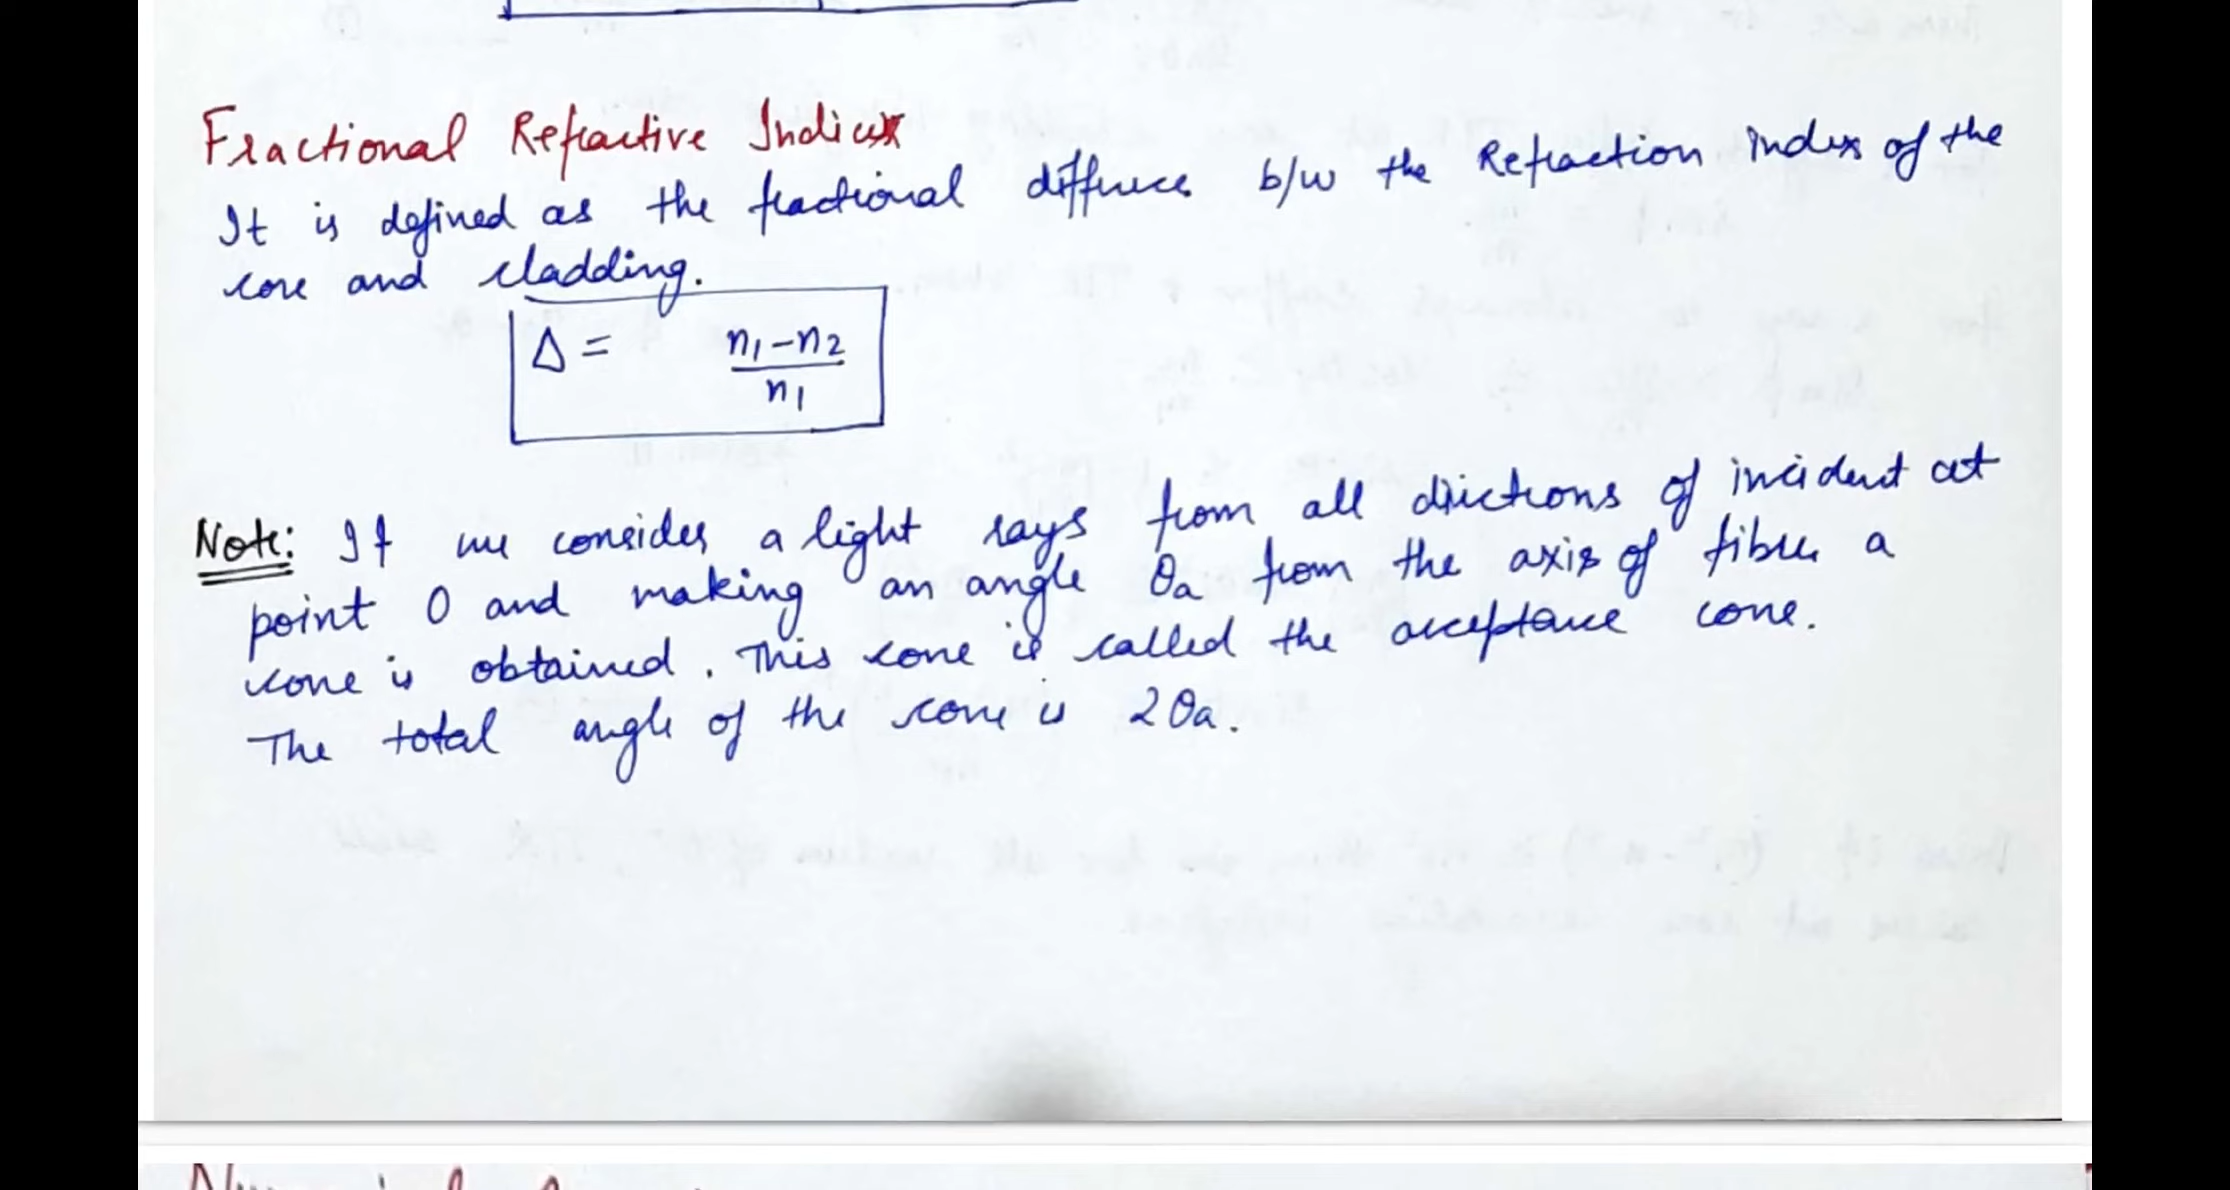 Fractional Refractive Indices
It is defined as the fractional diffrence b/w the Refraction index of the
core and cladding.
Δ = n1-n2
n1
Note: If we consider a light rays from all directions of incident at
point O and making an angle θa from the axis of fibre a
cone is obtained. This cone is called the acceptance cone.
The total angle of the cone is 2θa.